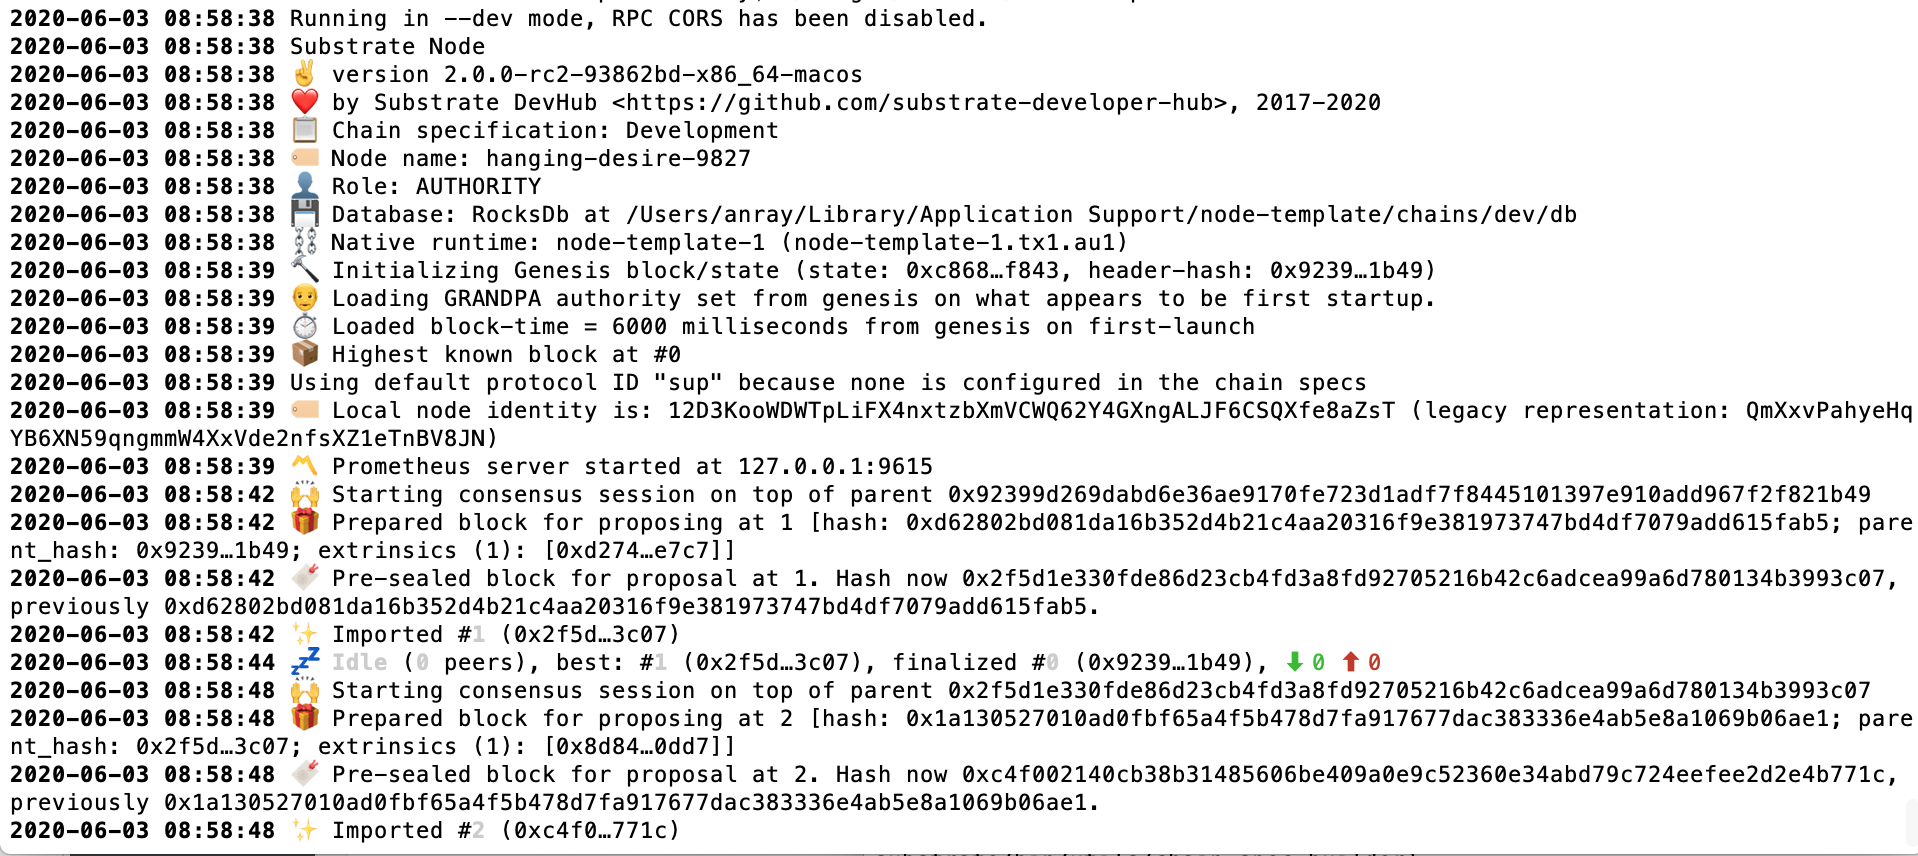 2020-06-03 08:58:38 Running in --dev mode, RPC CORS has been disabled.
2020-06-03 08:58:38 Substrate Node
2020-06-03 08:58:38 ✌️ version 2.0.0-rc2-93862bd-x86_64-macos
2020-06-03 08:58:38 ❤️ by Substrate DevHub <https://github.com/substrate-developer-hub>, 2017-2020
2020-06-03 08:58:38 📋 Chain specification: Development
2020-06-03 08:58:38 🏷 Node name: hanging-desire-9827
2020-06-03 08:58:38 👤 Role: AUTHORITY
2020-06-03 08:58:38 💾 Database: RocksDb at /Users/anray/Library/Application Support/node-template/chains/dev/db
2020-06-03 08:58:38 ⛓ Native runtime: node-template-1 (node-template-1.tx1.au1)
2020-06-03 08:58:39 🔨 Initializing Genesis block/state (state: 0xc868…f843, header-hash: 0x9239…1b49)
2020-06-03 08:58:39 👴 Loading GRANDPA authority set from genesis on what appears to be first startup.
2020-06-03 08:58:39 ⏱ Loaded block-time = 6000 milliseconds from genesis on first-launch
2020-06-03 08:58:39 📦 Highest known block at #0
2020-06-03 08:58:39 Using default protocol ID "sup" because none is configured in the chain specs
2020-06-03 08:58:39 🏷 Local node identity is: 12D3KooWDWTpLiFX4nxtzbXmVCWQ62Y4GXngALJF6CSQXfe8aZsT (legacy representation: QmXxvPahyeHq
YB6XN59qngmmW4XxVde2nfsXZ1eTnBV8JN)
2020-06-03 08:58:39 〽️ Prometheus server started at 127.0.0.1:9615
2020-06-03 08:58:42 🙌 Starting consensus session on top of parent 0x92399d269dabd6e36ae9170fe723d1adf7f8445101397e910add967f2f821b49
2020-06-03 08:58:42 🎁 Prepared block for proposing at 1 [hash: 0xd62802bd081da16b352d4b21c4aa20316f9e381973747bd4df7079add615fab5; pare
nt_hash: 0x9239…1b49; extrinsics (1): [0xd274…e7c7]]
2020-06-03 08:58:42 🔖 Pre-sealed block for proposal at 1. Hash now 0x2f5d1e330fde86d23cb4fd3a8fd92705216b42c6adcea99a6d780134b3993c07,
previously 0xd62802bd081da16b352d4b21c4aa20316f9e381973747bd4df7079add615fab5.
2020-06-03 08:58:42 ✨ Imported #1 (0x2f5d…3c07)
2020-06-03 08:58:44 💤 Idle (0 peers), best: #1 (0x2f5d…3c07), finalized #0 (0x9239…1b49), ⬇ 0 ⬆ 0
2020-06-03 08:58:48 🙌 Starting consensus session on top of parent 0x2f5d1e330fde86d23cb4fd3a8fd92705216b42c6adcea99a6d780134b3993c07
2020-06-03 08:58:48 🎁 Prepared block for proposing at 2 [hash: 0x1a130527010ad0fbf65a4f5b478d7fa917677dac383336e4ab5e8a1069b06ae1; pare
nt_hash: 0x2f5d…3c07; extrinsics (1): [0x8d84…0dd7]]
2020-06-03 08:58:48 🔖 Pre-sealed block for proposal at 2. Hash now 0xc4f002140cb38b31485606be409a0e9c52360e34abd79c724eefee2d2e4b771c,
previously 0x1a130527010ad0fbf65a4f5b478d7fa917677dac383336e4ab5e8a1069b06ae1.
2020-06-03 08:58:48 ✨ Imported #2 (0xc4f0…771c)